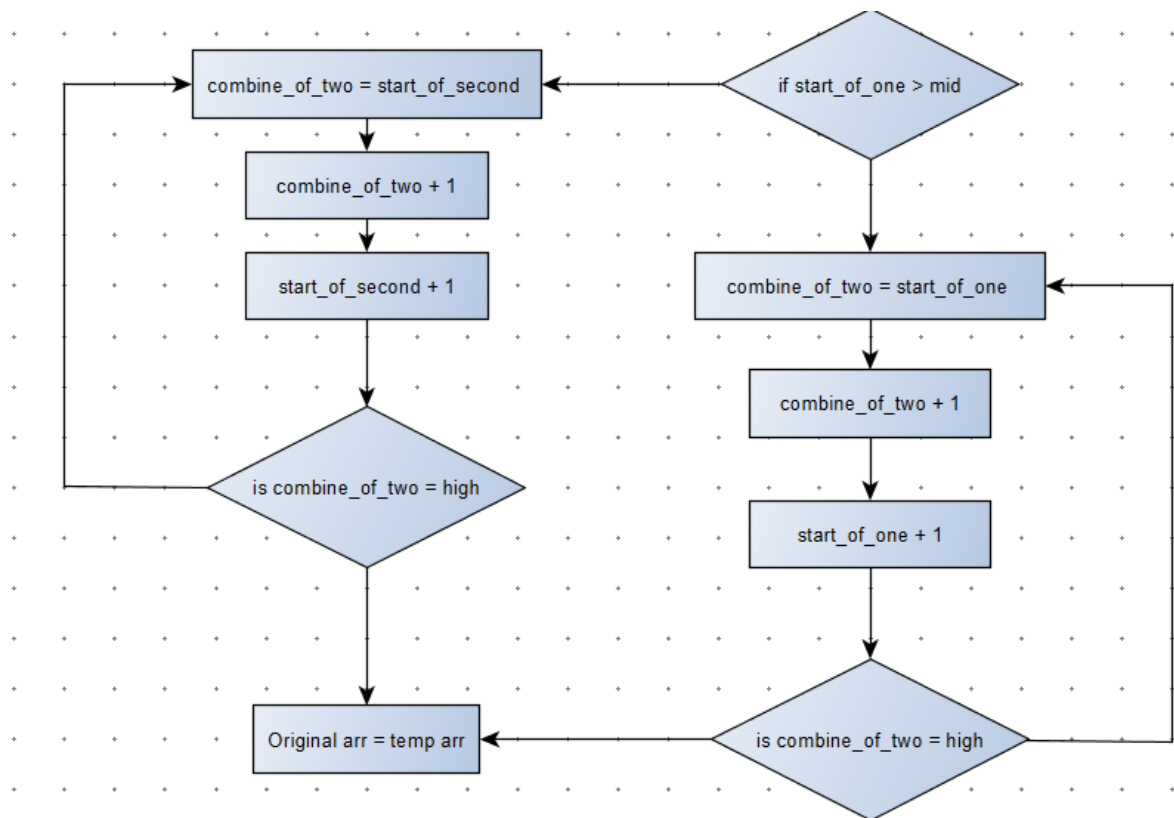 combine_of_two = start_of_second
if start_of_one > mid
combine_of_two + 1
start_of_second + 1
combine_of_two = start_of_one
combine_of_two + 1
is combine_of_two = high
start_of_one + 1
Original arr = temp arr
is combine_of_two = high